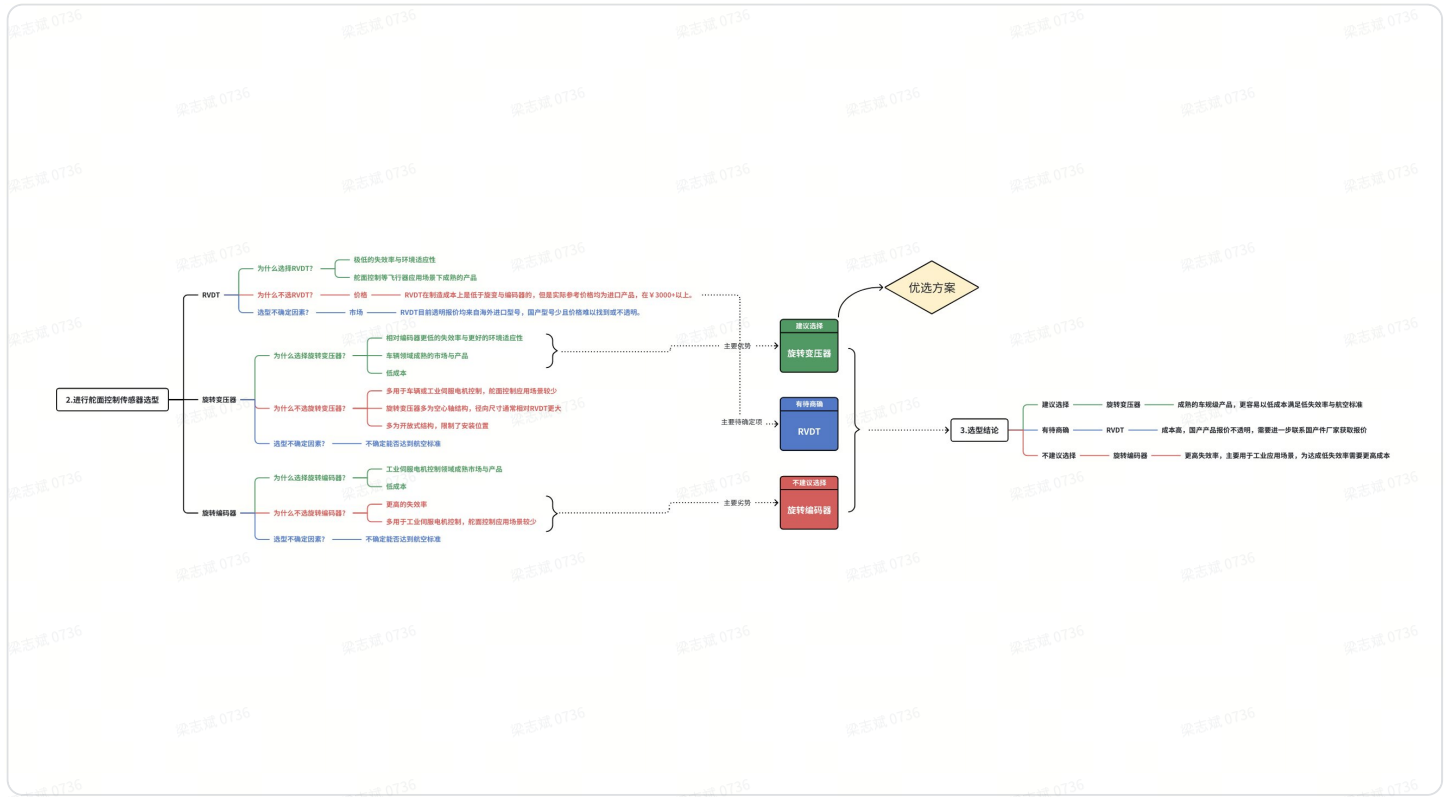 2.进行舵面控制传感器选型
RVDT
为什么选择RVDT?
极低的失效率与环境适应性
舵面控制等飞行器应用场景下成熟的产品
为什么不选RVDT?
价格
RVDT在制造成本上是低于旋变与编码器的，但是实际参考价格均为进口产品，在￥3000+以上。
选型不确定因素?
市场
RVDT目前透明报价均来自海外进口型号，国产型号少且价格难以找到或不透明。
旋转变压器
为什么选择旋转变压器?
相对编码器更低的失效率与更好的环境适应性
车辆领域成熟的市场与产品
低成本
为什么不选旋转变压器?
多用于车辆或工业伺服电机控制，舵面控制应用场景较少
旋转变压器多为空心轴结构，径向尺寸通常相对RVDT更大
多为开放式结构，限制了安装位置
选型不确定因素?
不确定能否达到航空标准
旋转编码器
为什么选择旋转编码器?
工业伺服电机控制领域成熟市场与产品
低成本
为什么不选旋转编码器?
更高的失效率
多用于工业伺服电机控制，舵面控制应用场景较少
选型不确定因素?
不确定能否达到航空标准
主要优势
主要待确定项
主要劣势
建议选择
旋转变压器
有待商确
RVDT
不建议选择
旋转编码器
优选方案
3.选型结论
建议选择
旋转变压器
成熟的车规级产品，更容易以低成本满足低失效率与航空标准
有待商确
RVDT
成本高，国产产品报价不透明，需要进一步联系国产件厂家获取报价
不建议选择
旋转编码器
更高失效率，主要用于工业应用场景，为达成低失效率需要更高成本
梁志斌 0736